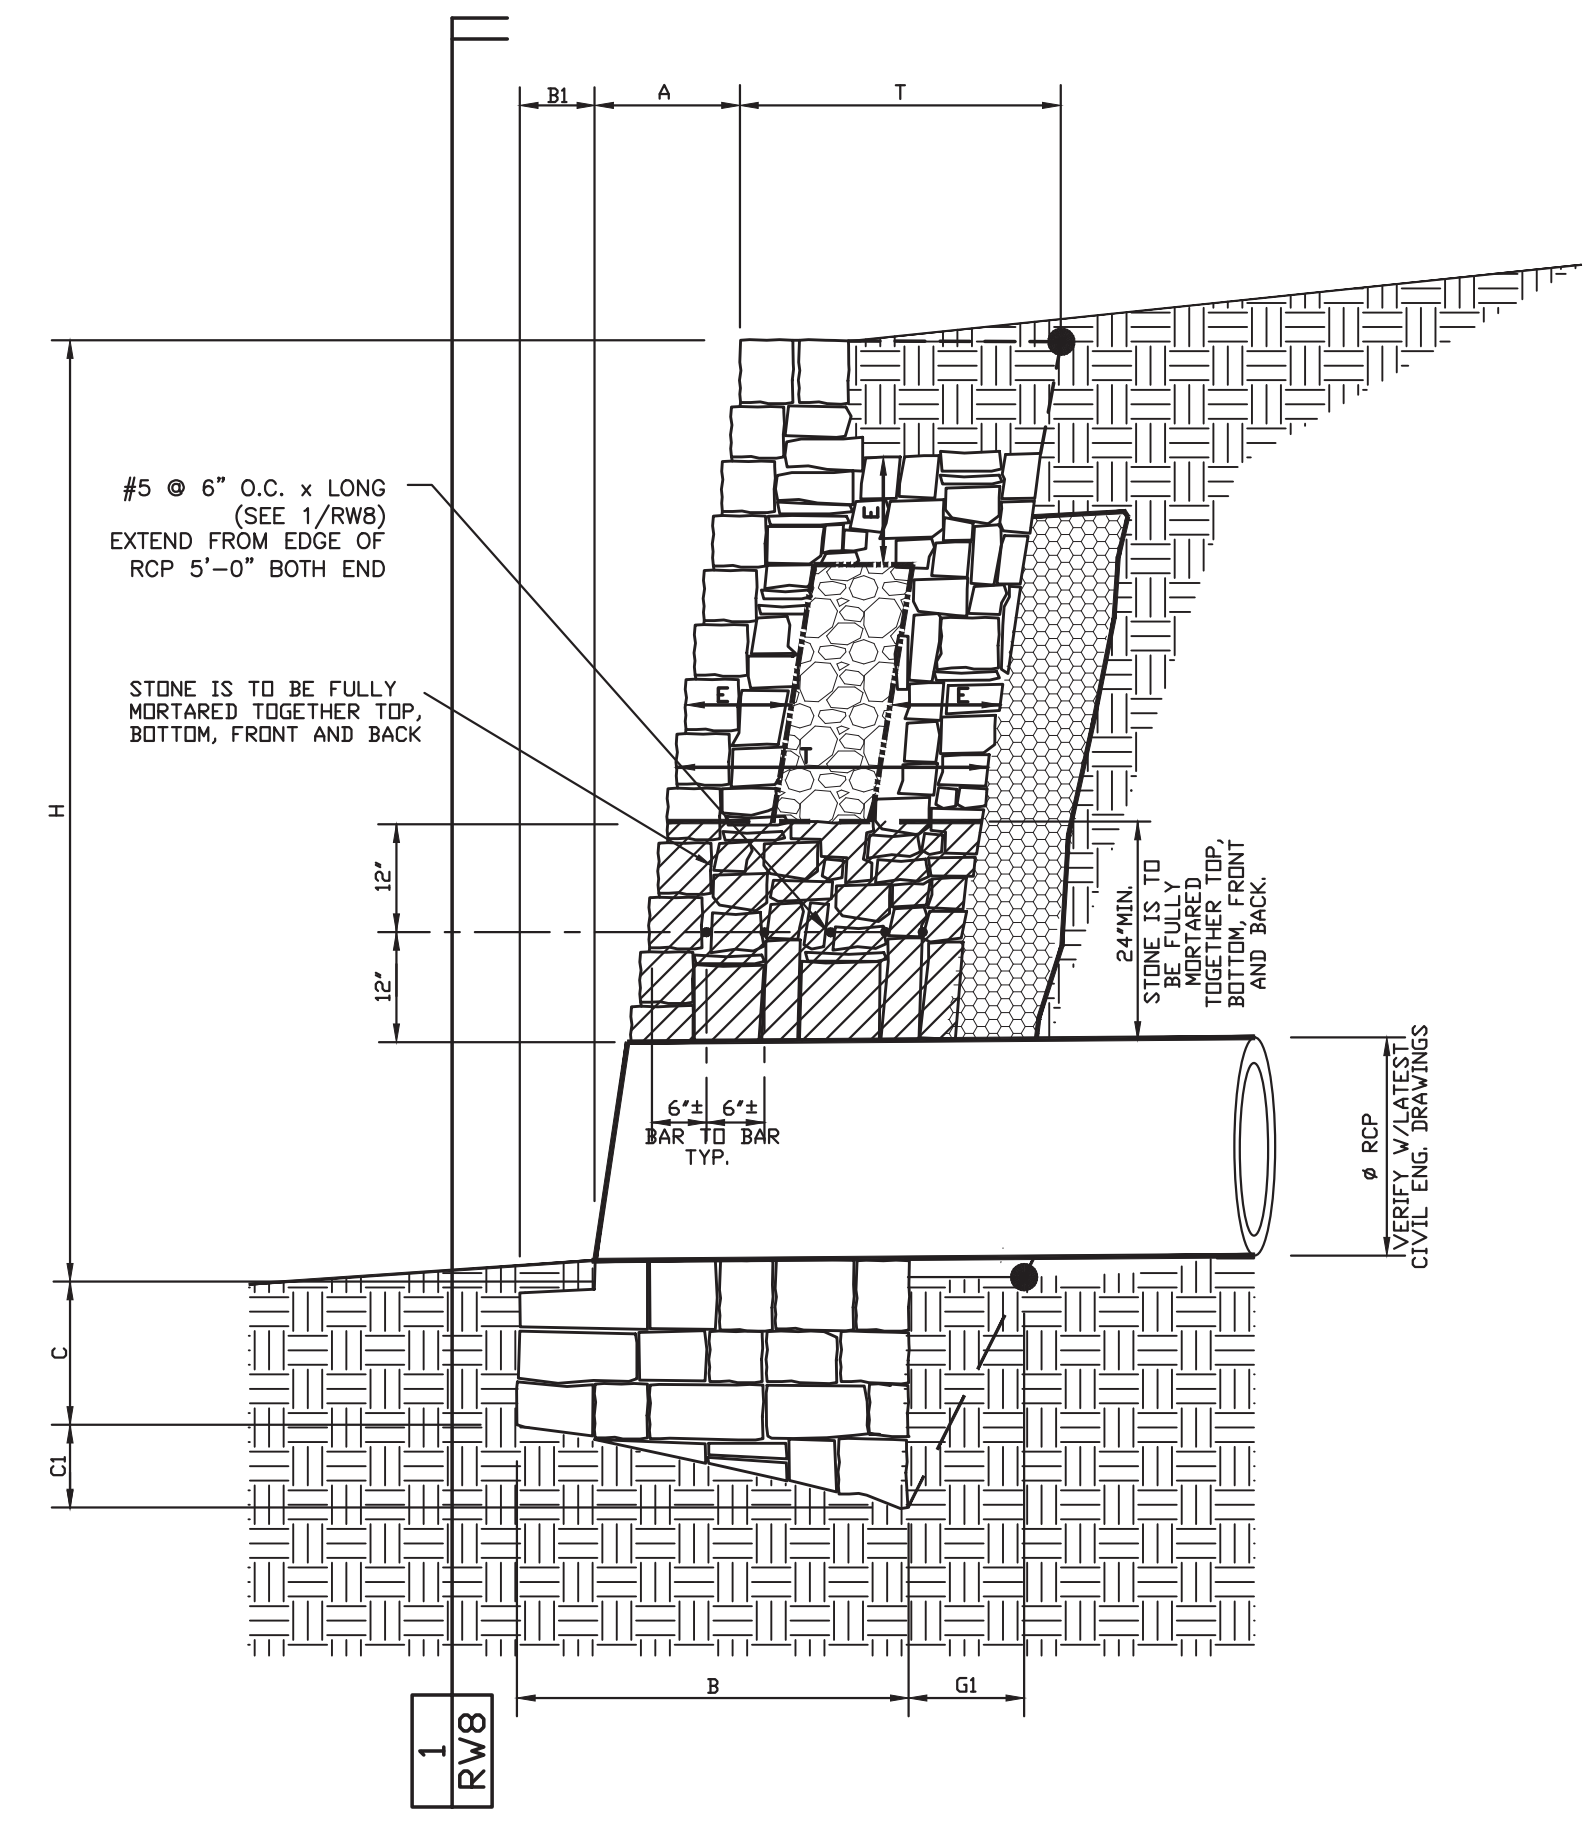 B1
A
T
#5 @ 6" O.C. x LONG
(SEE 1/RW8)
EXTEND FROM EDGE OF
RCP 5'-0" BOTH END
STONE IS TO BE FULLY
MORTARED TOGETHER TOP,
BOTTOM, FRONT AND BACK
E
E
E
T
H
12"
12"
24"MIN.
STONE IS TO
BE FULLY
MORTARED
TOGETHER TOP,
BOTTOM, FRONT
AND BACK.
6"±
6"±
BAR TO BAR
TYP.
Ø RCP
VERIFY W/LATEST
CIVIL ENG. DRAWINGS
C
C1
B
G1
1
RW8